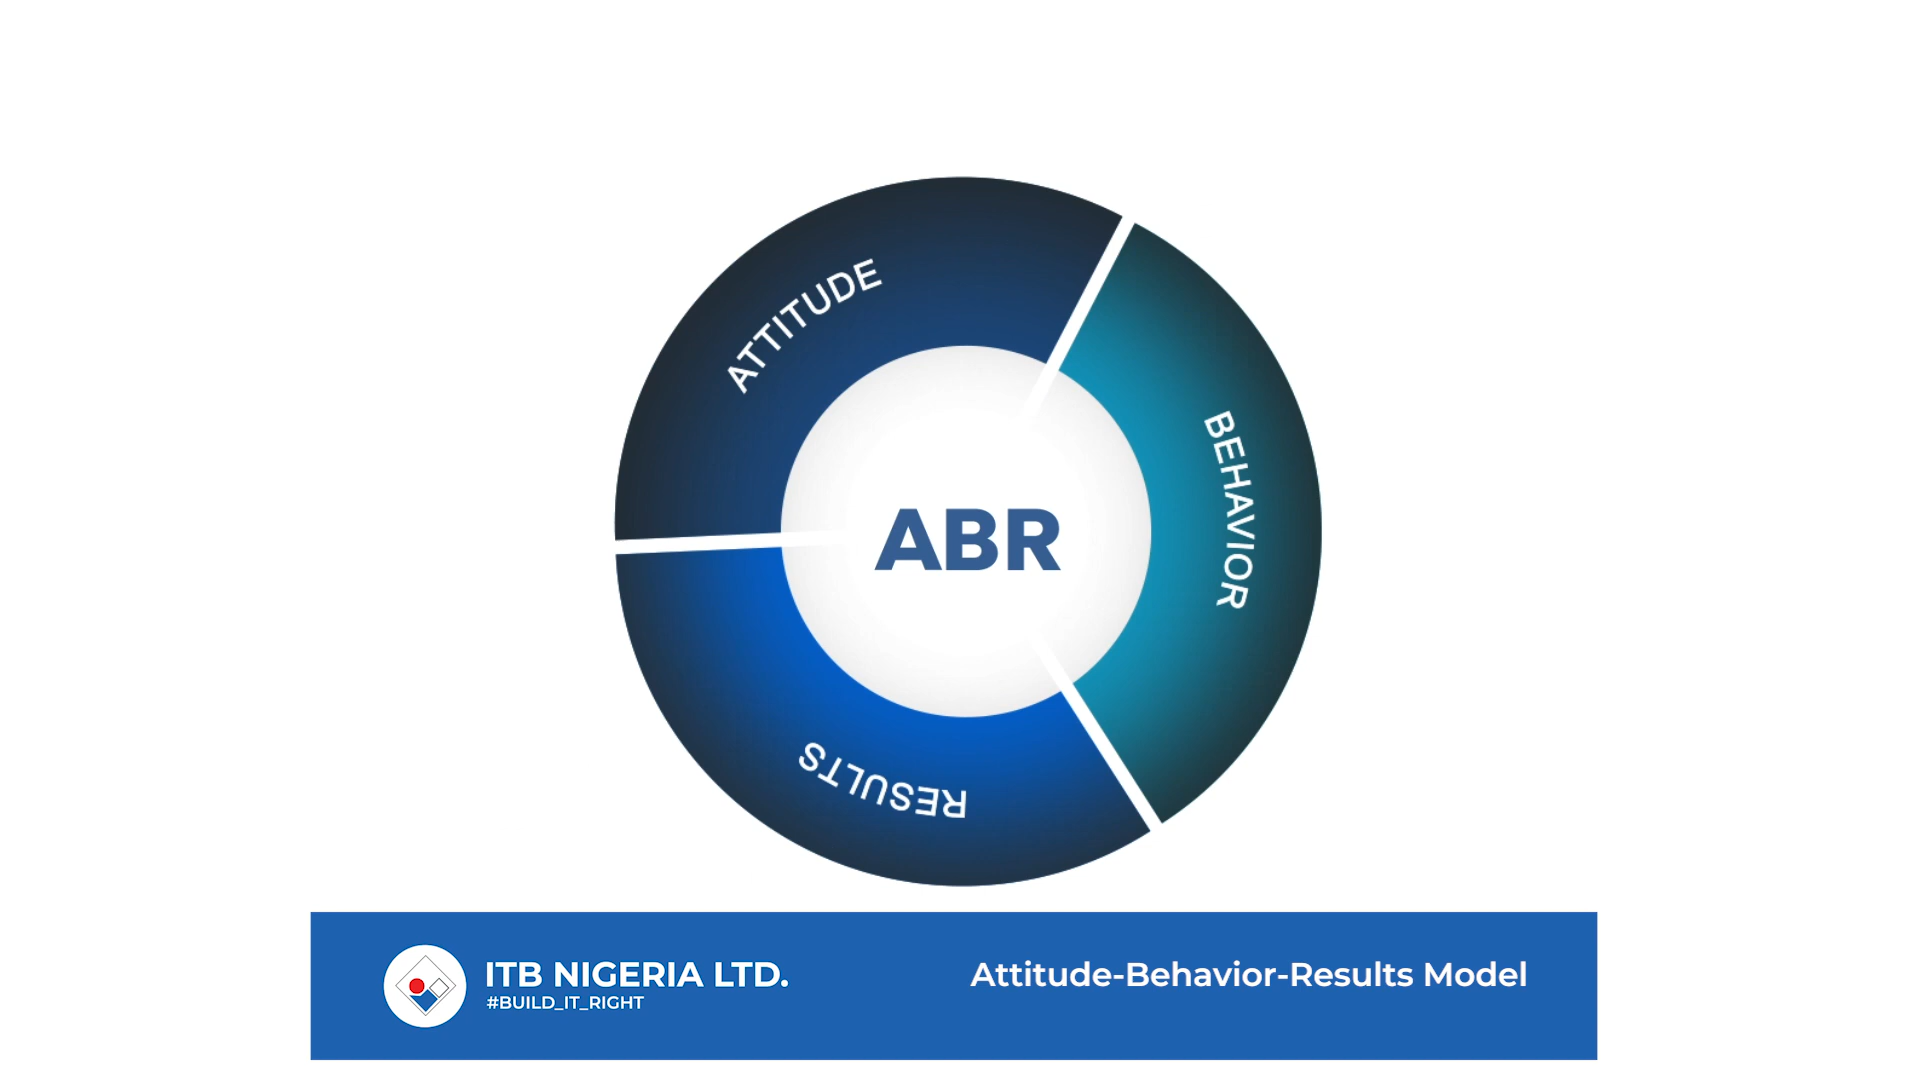 ATTITUDE
BEHAVIOR
ABR
RESULTS
ITB NIGERIA LTD.
#BUILD_IT_RIGHT
Attitude-Behavior-Results Model